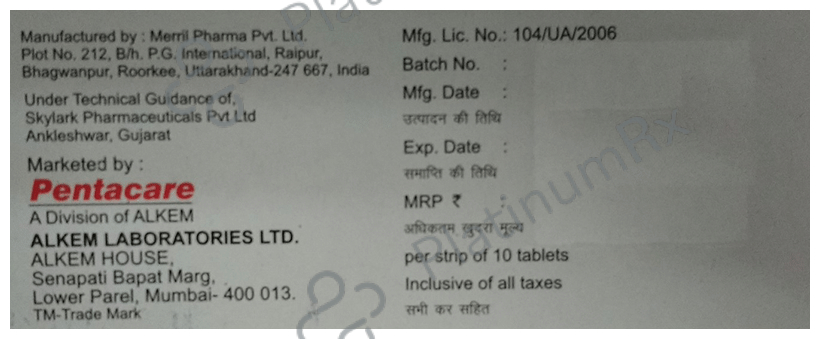 Manufactured by : Merril Pharma Pvt. Ltd.
Plot No. 212, B/h. P.G. International, Raipur,
Bhagwanpur, Roorkee, Uttarakhand-247 667, India
Under Technical Guidance of,
Skylark Pharmaceuticals Pvt Ltd
Ankleshwar, Gujarat
Marketed by :
Pentacare
A Division of ALKEM
ALKEM LABORATORIES LTD.
ALKEM HOUSE,
Senapati Bapat Marg,
Lower Parel, Mumbai- 400 013.
TM-Trade Mark
Mfg. Lic. No.: 104/UA/2006
Batch No. :
Mfg. Date :
उत्पादन की तिथि
Exp. Date :
समाप्ति की तिथि
MRP ₹ :
अधिकतम खुदरा मूल्य
per strip of 10 tablets
Inclusive of all taxes
सभी कर सहित
PlatinumRx